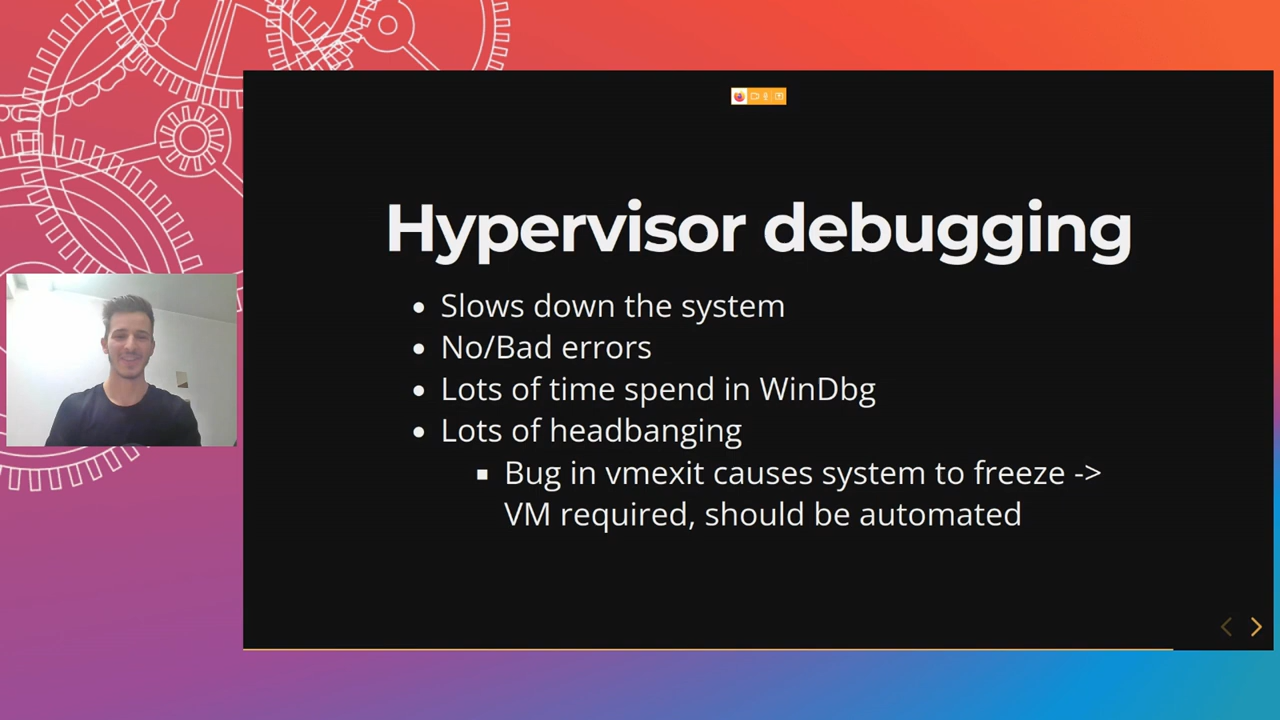 Hypervisor debugging
Slows down the system
No/Bad errors
Lots of time spend in WinDbg
Lots of headbanging
Bug in vmexit causes system to freeze ->
VM required, should be automated